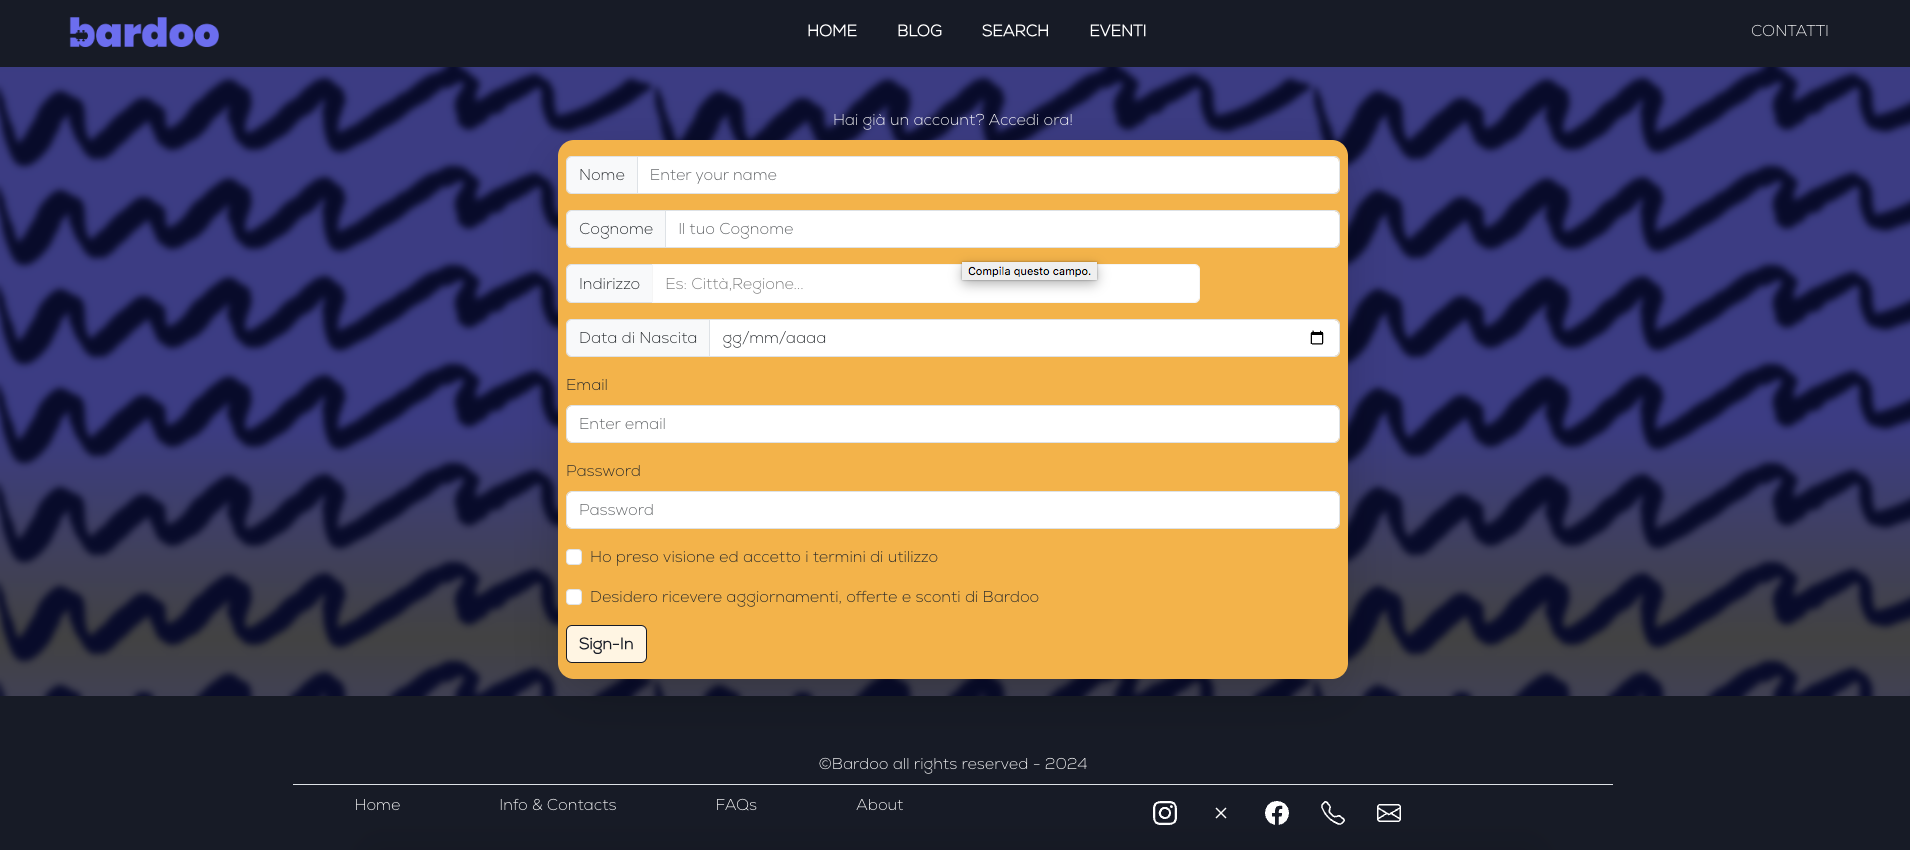 bardoo
HOME BLOG SEARCH EVENTI
CONTATTI
Hai già un account? Accedi ora!
Nome Enter your name
Cognome Il tuo Cognome
Compila questo campo.
Indirizzo Es: Città,Regione...
Data di Nascita gg/mm/aaaa
Email
Enter email
Password
Password
Ho preso visione ed accetto i termini di utilizzo
Desidero ricevere aggiornamenti, offerte e sconti di Bardoo
Sign-In
©Bardoo all rights reserved - 2024
Home Info & Contacts FAQs About